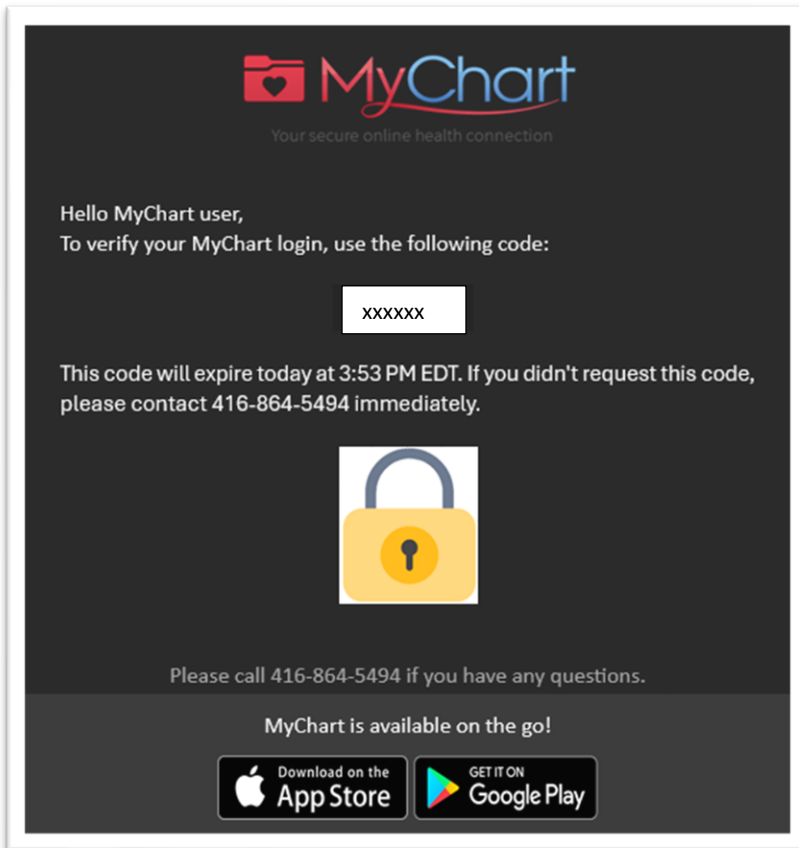 MyChart
Your secure online health connection
Hello MyChart user,
To verify your MyChart login, use the following code:
xxxxxx
This code will expire today at 3:53 PM EDT. If you didn't request this code,
please contact 416-864-5494 immediately.
Please call 416-864-5494 if you have any questions.
MyChart is available on the go!
Download on the
App Store
GET IT ON
Google Play